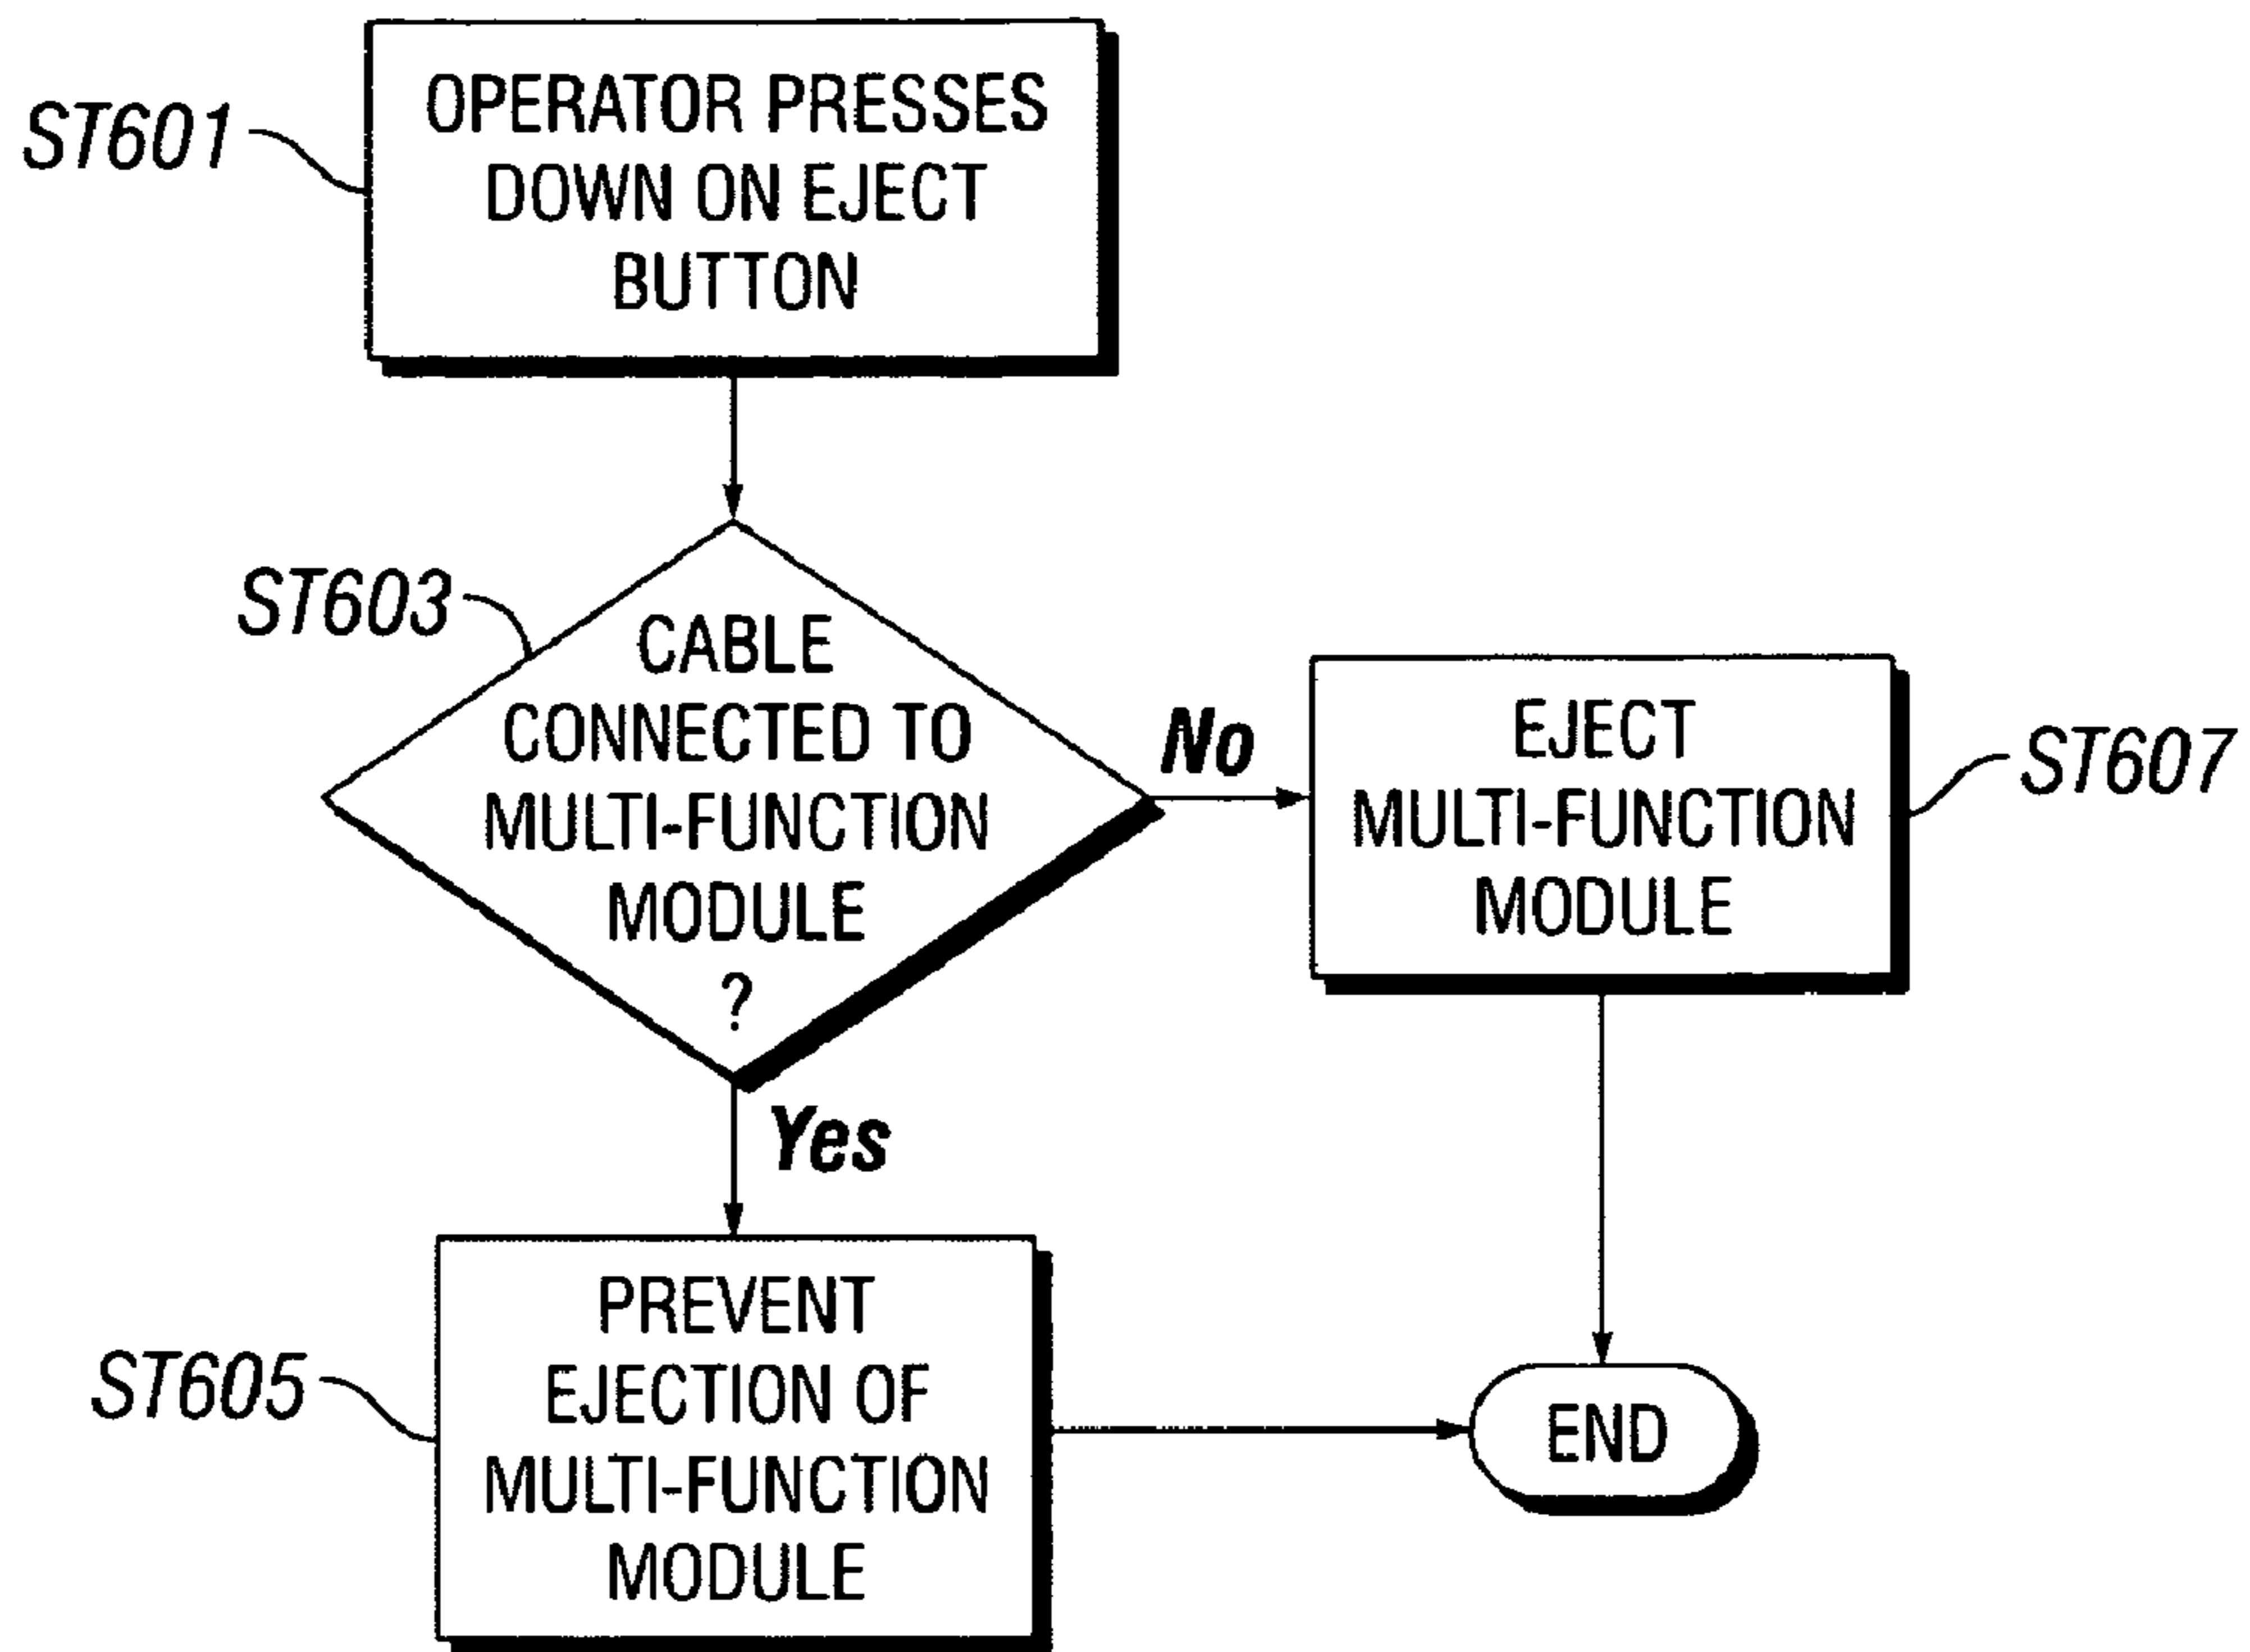 ST601
OPERATOR PRESSES
DOWN ON EJECT
BUTTON
ST603
CABLE
CONNECTED TO
MULTI-FUNCTION
MODULE
?
No
EJECT
MULTI-FUNCTION
MODULE
ST607
Yes
ST605
PREVENT
EJECTION OF
MULTI-FUNCTION
MODULE
END